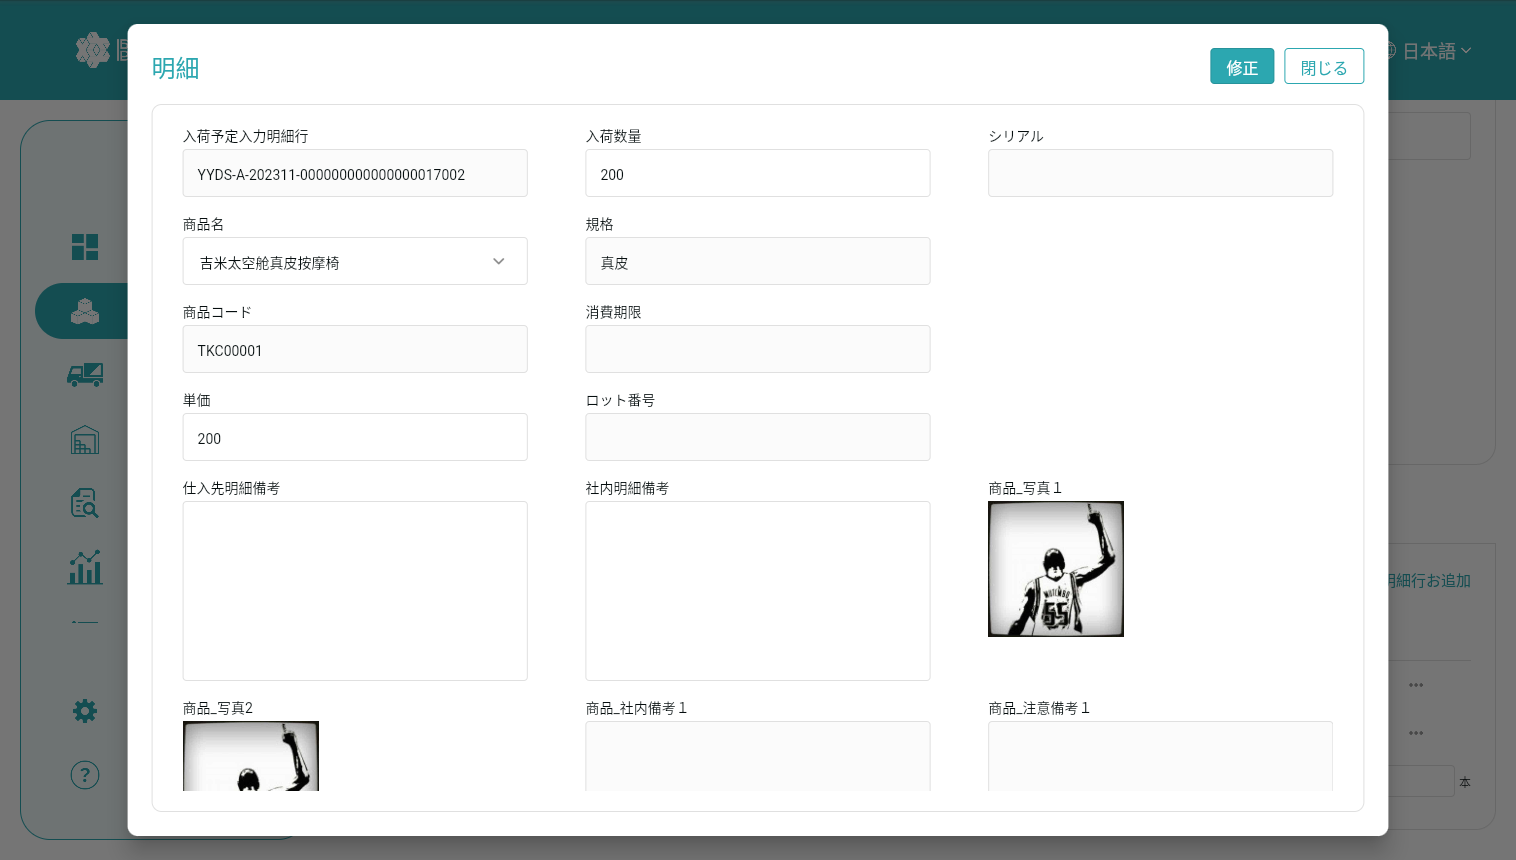 日本語
明細
修正
閉じる
入荷予定入力明細行
入荷数量
シリアル
YYDS-A-202311-000000000000000017002
200
商品名
規格
吉米太空舱真皮按摩椅
真皮
商品コード
消費期限
TKC00001
単価
ロット番号
200
仕入先明細備考
社内明細備考
商品_写真１
MUTOMBO
55
明細行お追加
商品_写真2
商品_社内備考１
商品_注意備考１
本